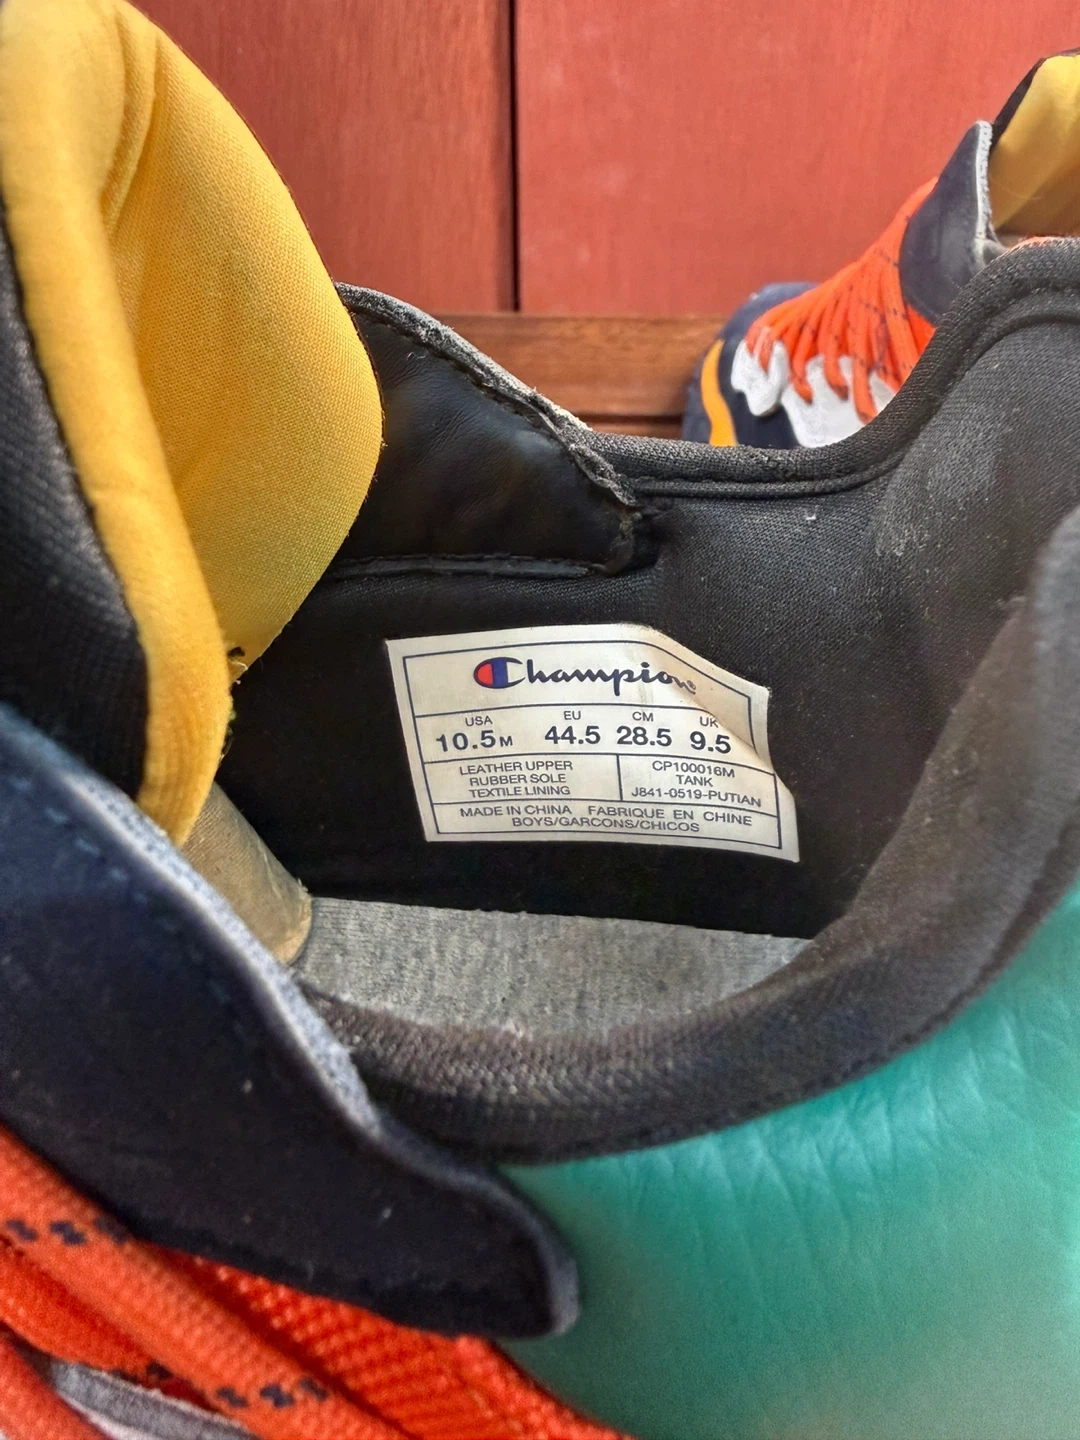 Champion
USA EU CM UK
10.5M 44.5 28.5 9.5
LEATHER UPPER
RUBBER SOLE
TEXTILE LINING
CP100016M
TANK
J841-0519-PUTIAN
MADE IN CHINA FABRIQUE EN CHINE
BOYS/GARCONS/CHICOS